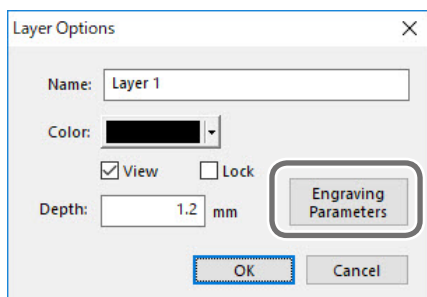 Layer Options
Name: Layer 1
Color:
View Lock
Depth: 1.2 mm
Engraving
Parameters
OK Cancel